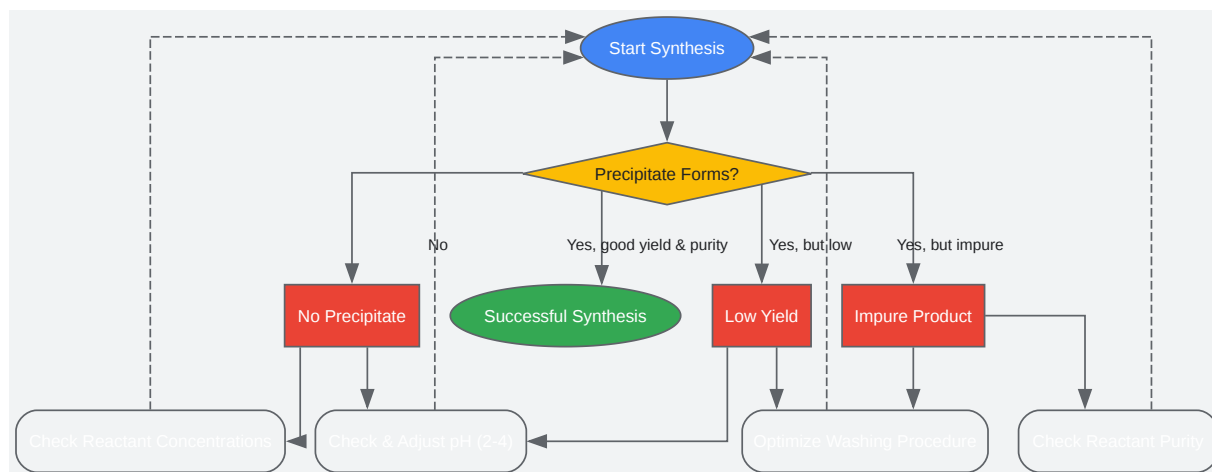 Start Synthesis
Precipitate Forms?
No
Yes, good yield & purity
Yes, but low
Yes, but impure
No Precipitate
Successful Synthesis
Low Yield
Impure Product
Check Reactant Concentrations
Check & Adjust pH (2-4)
Optimize Washing Procedure
Check Reactant Purity